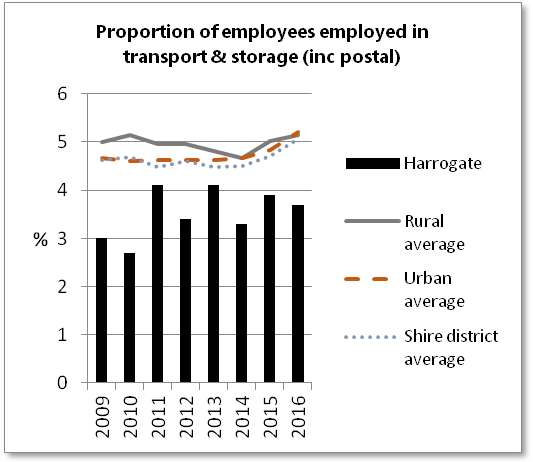 Proportion of employees employed in
transport & storage (inc postal)
6
5
4
3
2
1
0
%
2009
2010
2011
2012
2013
2014
2015
2016
Harrogate
Rural
average
Urban
average
Shire district
average